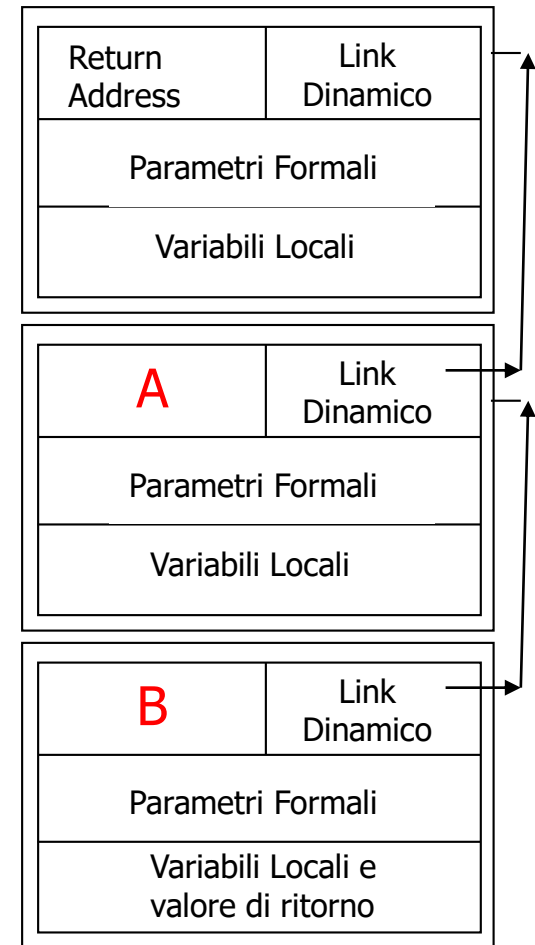 Return
Address
Link
Dinamico
Parametri Formali
Variabili Locali
A
Link
Dinamico
Parametri Formali
Variabili Locali
B
Link
Dinamico
Parametri Formali
Variabili Locali e
valore di ritorno